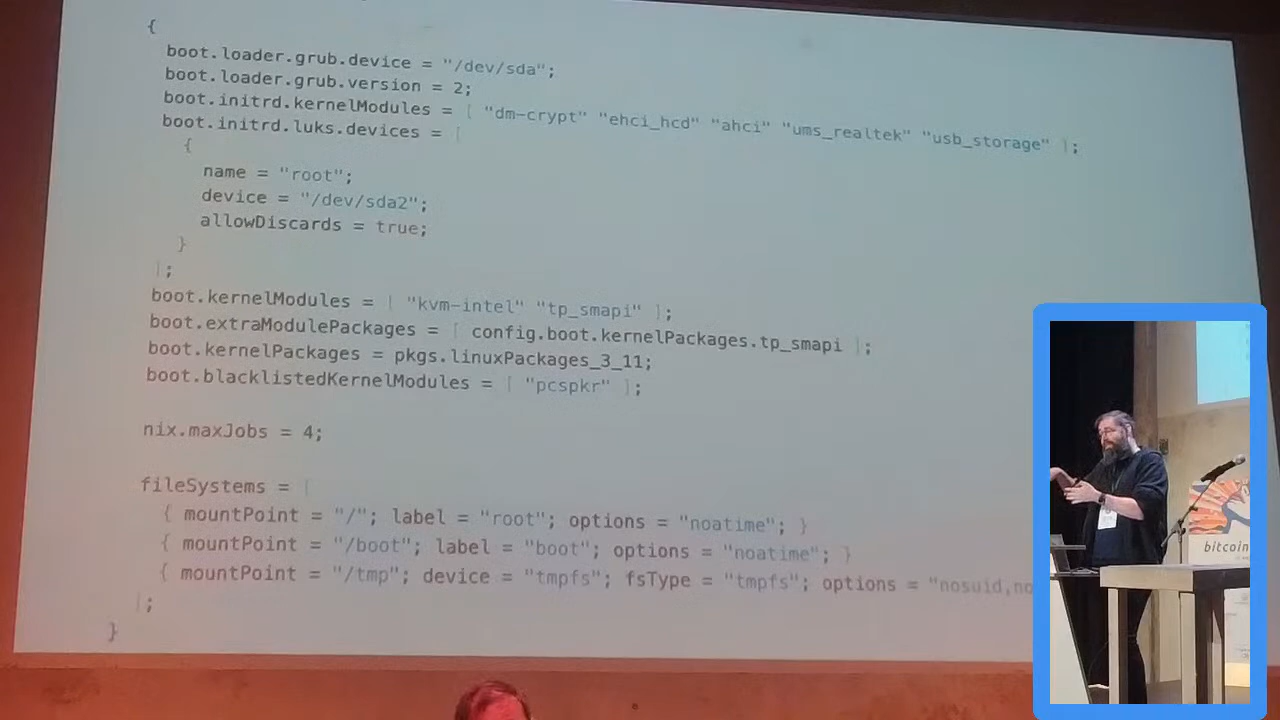 {
boot.loader.grub.device = "/dev/sda";
boot.loader.grub.version = 2;
boot.initrd.kernelModules = [ "dm-crypt" "ehci_hcd" "ahci" "ums_realtek" "usb_storage" ];
boot.initrd.luks.devices = [
{
name = "root";
device = "/dev/sda2";
allowDiscards = true;
}
];
boot.kernelModules = [ "kvm-intel" "tp_smapi" ];
boot.extraModulePackages = [ config.boot.kernelPackages.tp_smapi ];
boot.kernelPackages = pkgs.linuxPackages_3_11;
boot.blacklistedKernelModules = [ "pcspkr" ];
nix.maxJobs = 4;
fileSystems = [
{ mountPoint = "/"; label = "root"; options = "noatime"; }
{ mountPoint = "/boot"; label = "boot"; options = "noatime"; }
{ mountPoint = "/tmp"; device = "tmpfs"; fsType = "tmpfs"; options = "nosuid,no
];
}
bitcoin